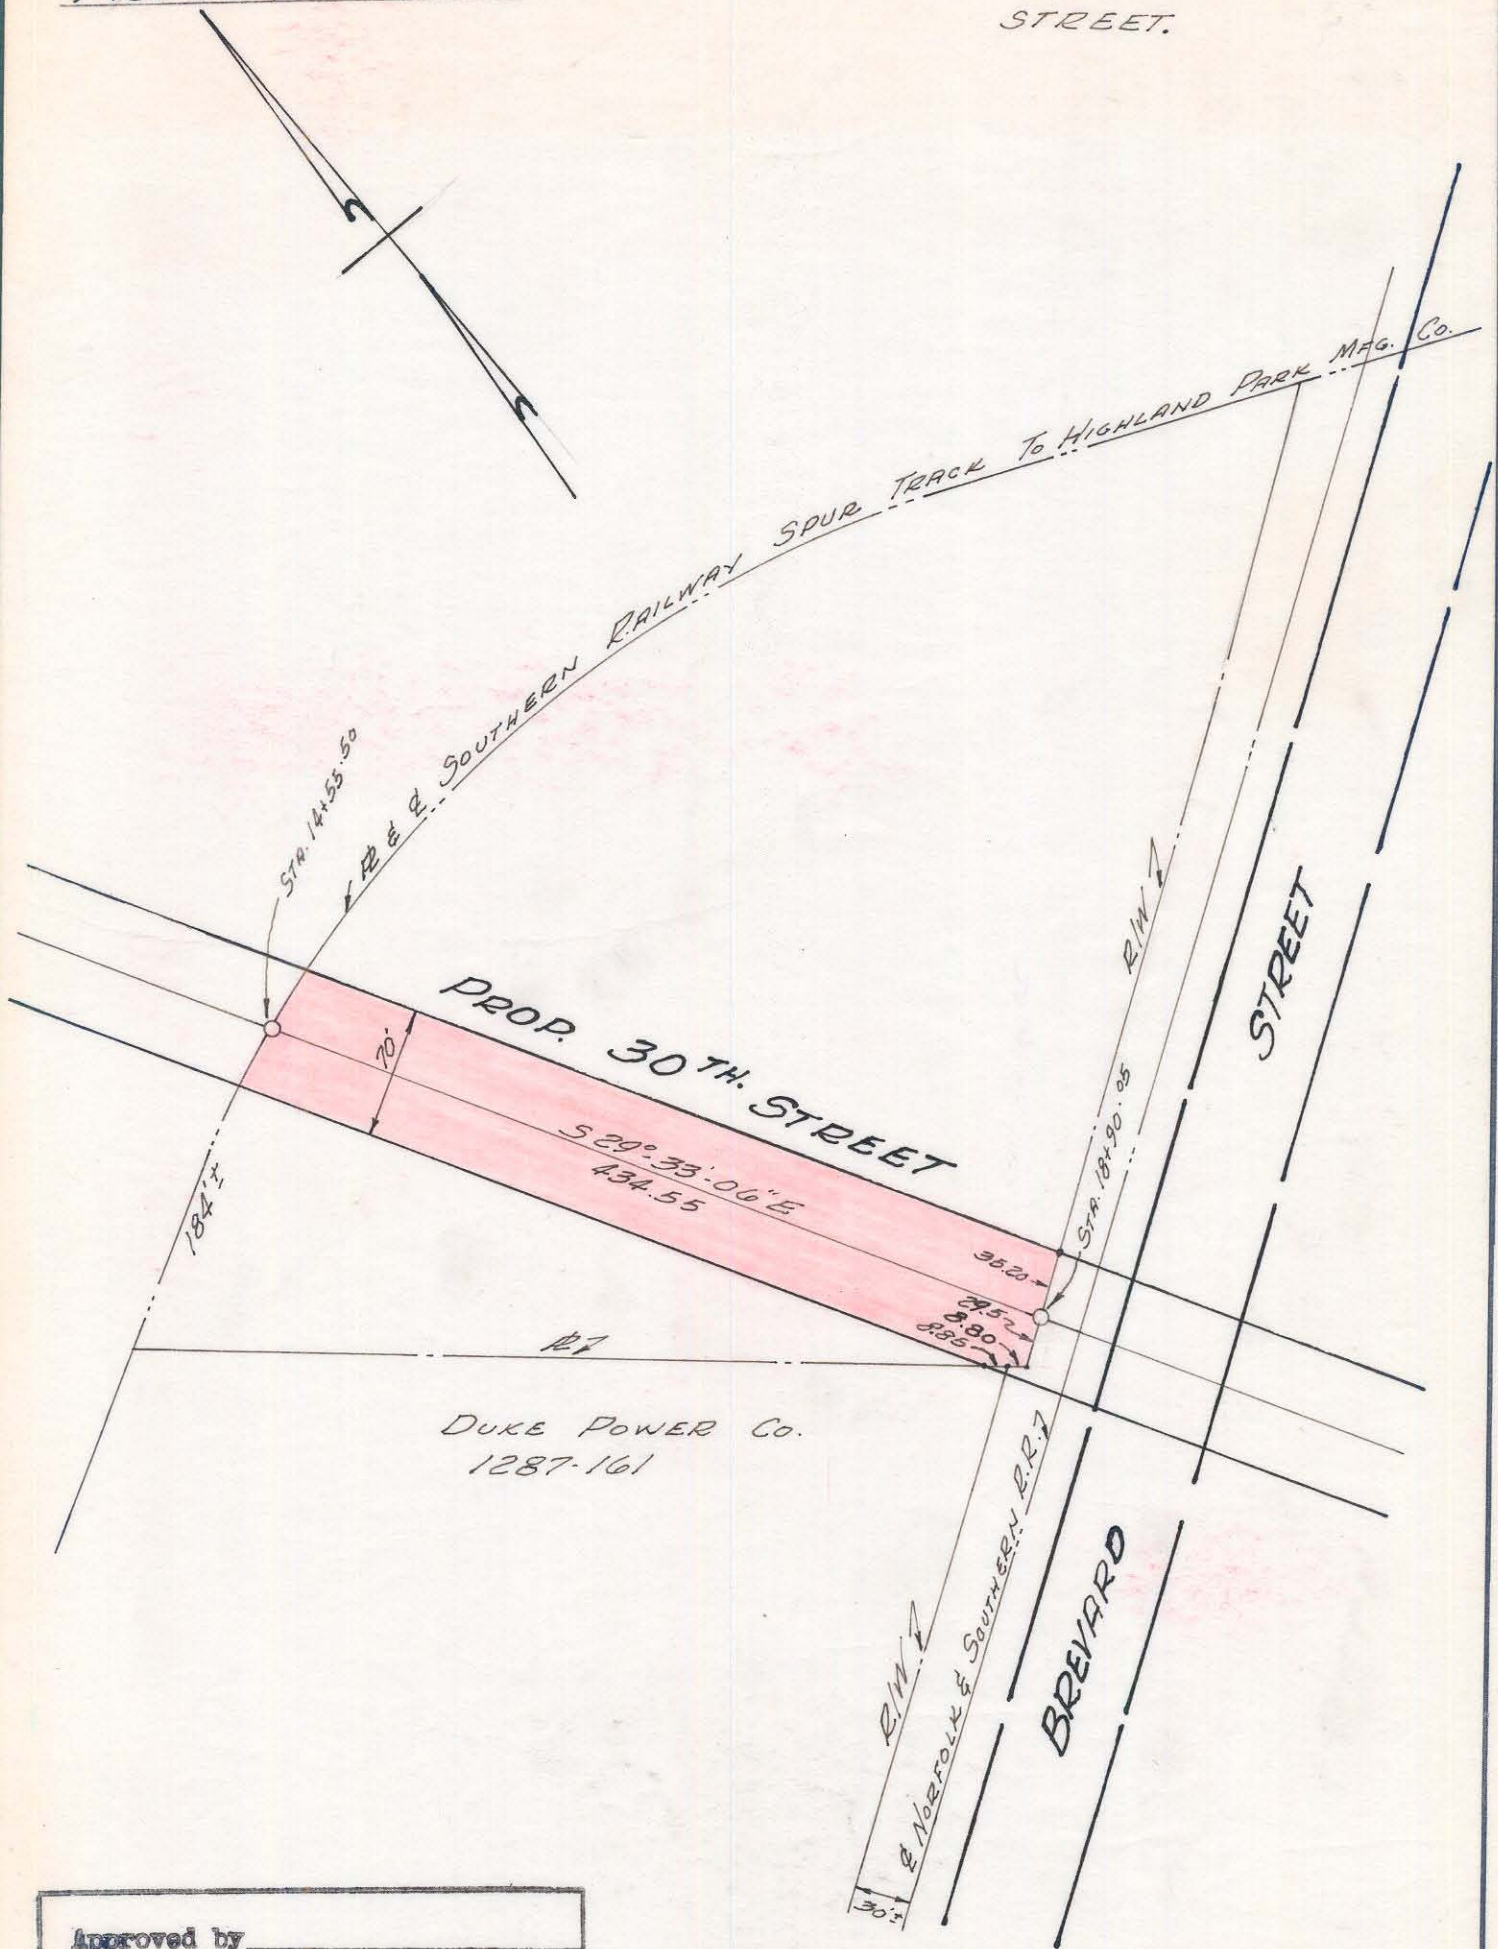 STREET.
SOUTHERN RAILWAY SPUR TRACK TO HIGHLAND PARK MFG. CO.
STA. 14+55.50
R/W
STREET
PROP. 30TH. STREET
70'
S 29°-33'-06" E
434.55
184'±
STA. 18+90.05
35.20
29.5
8.80
8.85
DUKE POWER CO.
1287-161
R/W
℄ NORFOLK & SOUTHERN R.R.
BREVARD
30'±
Approved by